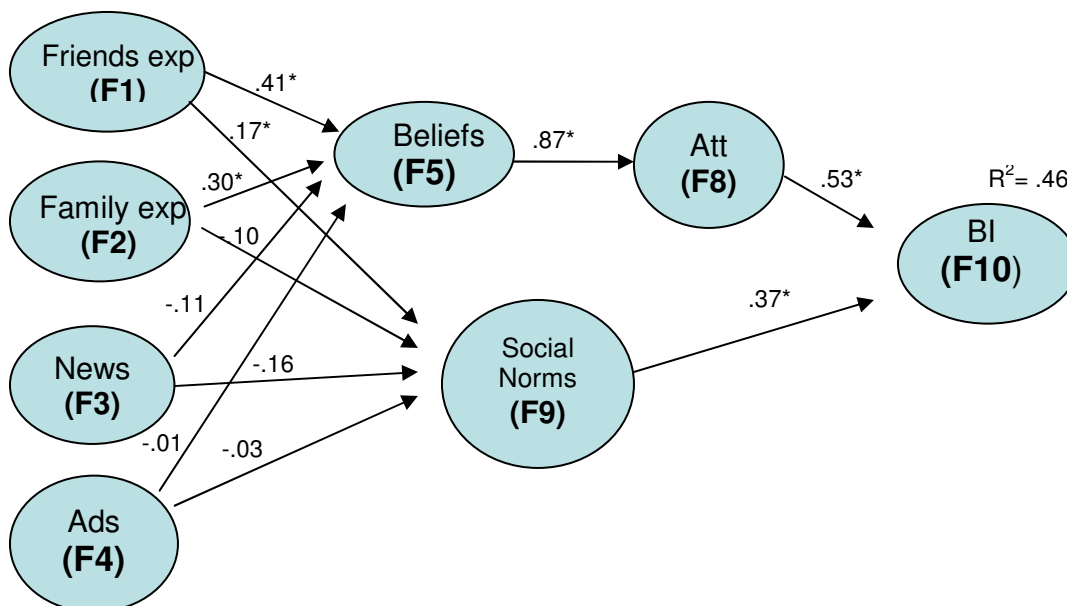 Friends exp
(F1)
.41*
.17*
Beliefs
(F5)
.87*
Att
(F8)
.53*
R²= .46
BI
(F10)
Family exp
(F2)
.30*
-.10
-.11
.37*
News
(F3)
-.16
Social
Norms
(F9)
-.01
-.03
Ads
(F4)